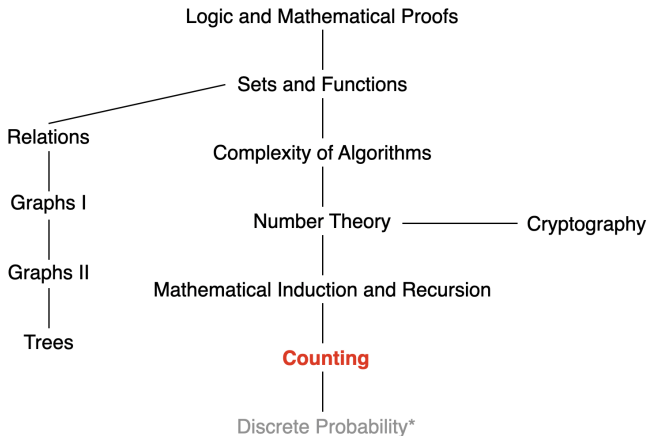 Logic and Mathematical Proofs
Sets and Functions
Relations
Complexity of Algorithms
Graphs I
Number Theory
Cryptography
Graphs II
Mathematical Induction and Recursion
Trees
Counting
Discrete Probability*